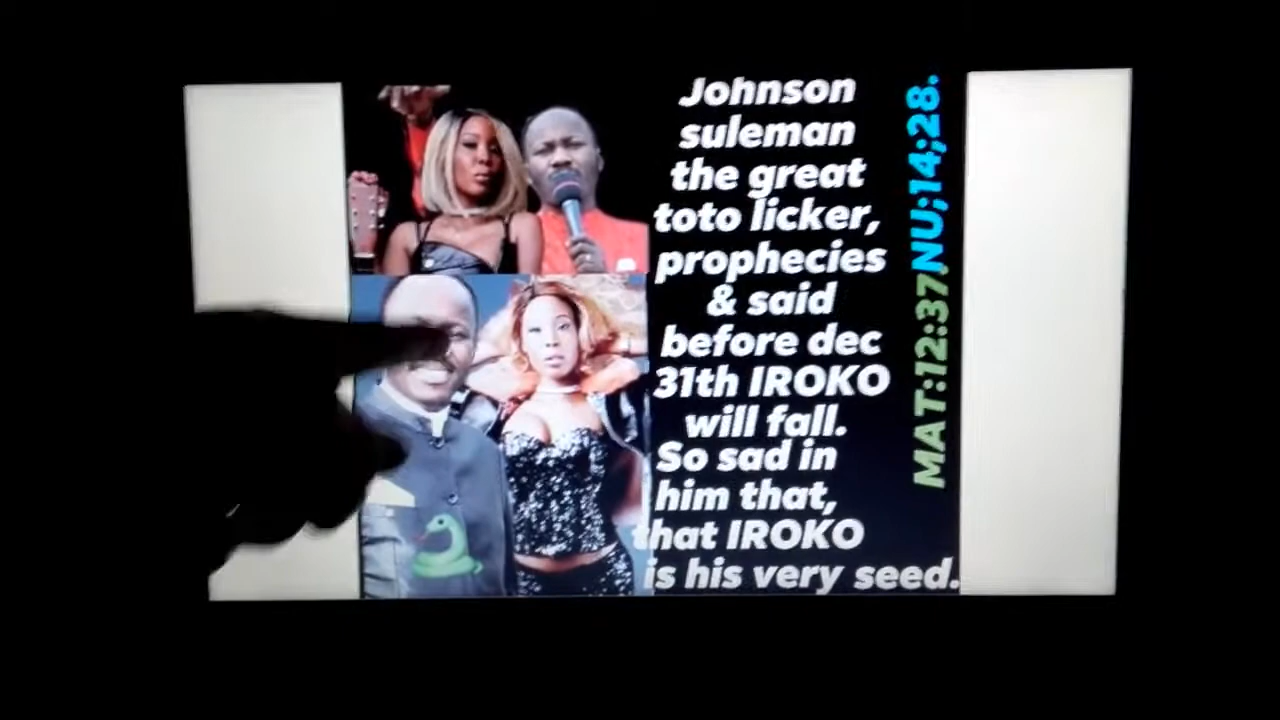 Johnson
suleman
the great
toto licker,
prophecies
& said
before dec
31th IROKO
will fall.
So sad in
him that,
that IROKO
is his very seed.
MAT:12:37,NU;14;28.